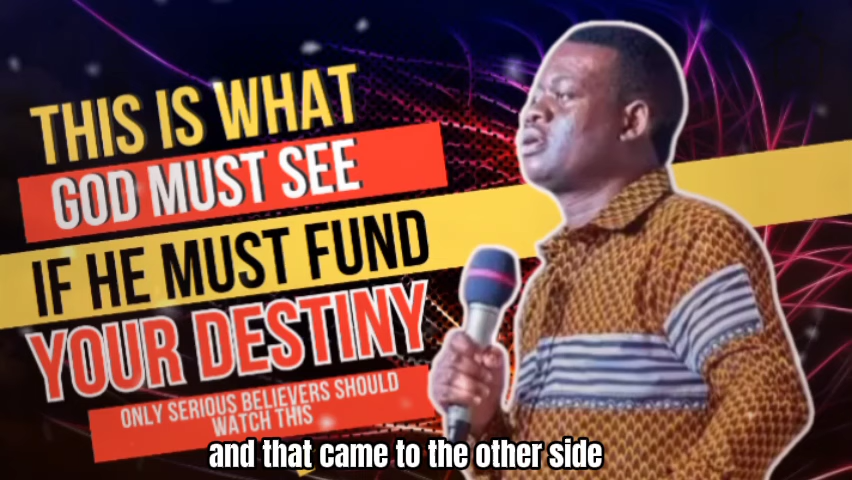 THIS IS WHAT
GOD MUST SEE
IF HE MUST FUND
YOUR DESTINY
ONLY SERIOUS BELIEVERS SHOULD
WATCH THIS
and that came to the other side